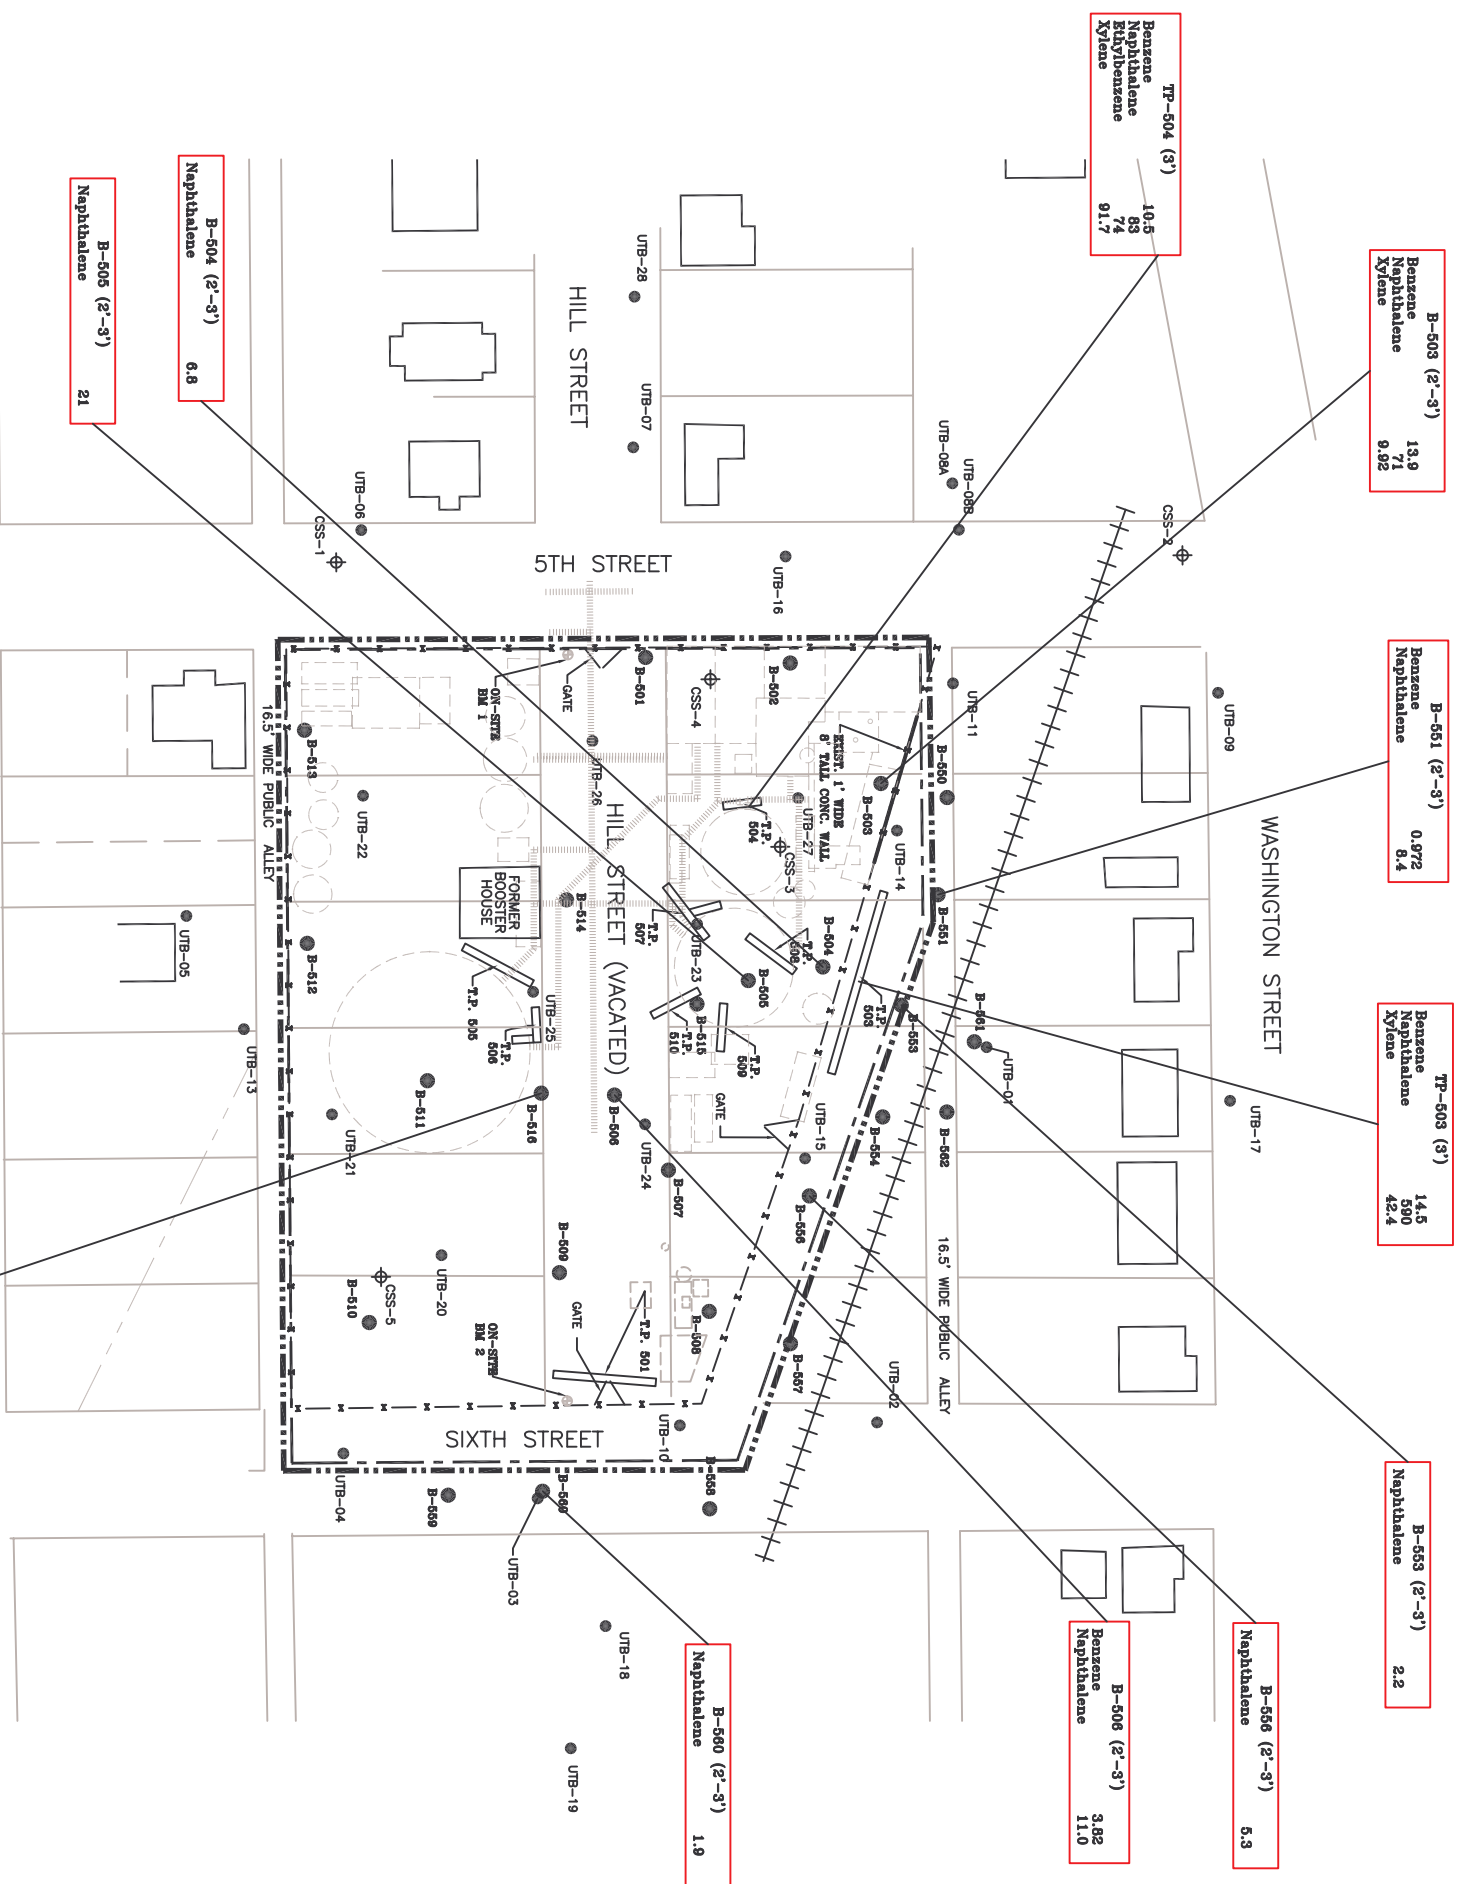 TP-504 (3')
Benzene 10.5
Naphthalene 83
Ethylbenzene 74
Xylene 91.7
B-503 (2'-3')
Benzene 13.9
Naphthalene 71
Xylene 9.92
B-551 (2'-3')
Benzene 0.972
Naphthalene 8.4
TP-503 (3')
Benzene 14.5
Naphthalene 590
Xylene 42.4
B-553 (2'-3')
Naphthalene 2.2
B-556 (2'-3')
Naphthalene 5.3
B-506 (2'-3')
Benzene 3.82
Naphthalene 11.0
B-560 (2'-3')
Naphthalene 1.9
B-504 (2'-3')
Naphthalene 6.8
B-505 (2'-3')
Naphthalene 21
WASHINGTON STREET
HILL STREET
5TH STREET
HILL STREET (VACATED)
SIXTH STREET
16.5' WIDE PUBLIC ALLEY
16.5' WIDE PUBLIC ALLEY
FORMER
BOOSTER
HOUSE
EXIST. 1' WIDE
8' TALL CONC. WALL
ON-SITE
BM 1
ON-SITE
BM 2
GATE
GATE
GATE
UTB-28
UTB-07
UTB-06
UTB-08A
UTB-08B
UTB-16
UTB-11
UTB-09
UTB-14
UTB-27
UTB-26
UTB-22
UTB-05
UTB-13
UTB-23
UTB-25
UTB-01
UTB-17
UTB-15
UTB-24
UTB-21
UTB-20
UTB-02
UTB-10
UTB-04
UTB-03
UTB-18
UTB-19
CSS-1
CSS-2
CSS-3
CSS-4
CSS-5
B-501
B-502
B-503
B-504
B-505
B-506
B-507
B-508
B-509
B-510
B-511
B-512
B-513
B-514
B-515
B-516
B-550
B-551
B-553
B-554
B-556
B-557
B-558
B-559
B-560
B-561
B-562
T.P. 501
T.P.
503
T.P.
504
T.P. 505
T.P.
506
T.P.
507
T.P.
508
T.P.
509
T.P.
510